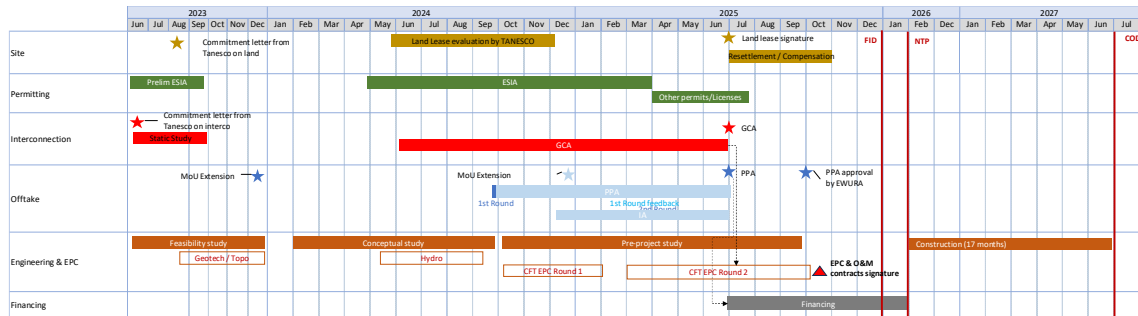 2023 2024 2025 2026 2027
Jun Jul Aug Sep Oct Nov Dec Jan Feb Mar Apr May Jun Jul Aug Sep Oct Nov Dec Jan Feb Mar Apr May Jun Jul Aug Sep Oct Nov Dec Jan Feb Mar Apr May Jun Jul
Site
Commitment letter from
Tanesco on land
Land Lease evaluation by TANESCO
Land lease signature
Resettlement / Compensation
FID
NTP
COD
Permitting
Prelim ESIA
ESIA
Other permits/Licenses
Interconnection
Commitment letter from
Tanesco on interco
Static Study
GCA
GCA
Offtake
MoU Extension
MoU Extension
PPA
PPA approval
by EWURA
PPA
1st Round
1st Round feedback
2nd Round
IA
Engineering & EPC
Feasibility study
Conceptual study
Pre-project study
Construction (17 months)
Geotech / Topo
Hydro
CFT EPC Round 1
CFT EPC Round 2
EPC & O&M
contracts signature
Financing
Financing